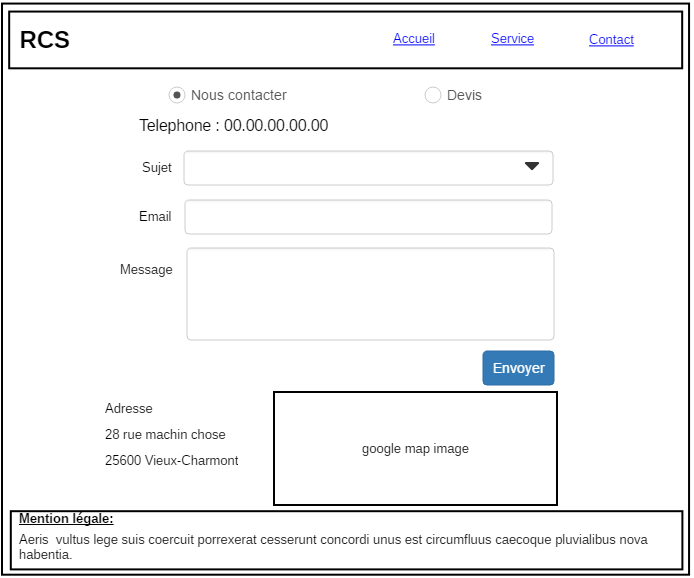 RCS
Accueil Service Contact
Nous contacter Devis
Telephone : 00.00.00.00.00
Sujet
Email
Message
Envoyer
Adresse
28 rue machin chose
25600 Vieux-Charmont
google map image
Mention légale:
Aeris vultus lege suis coercuit porrexerat cesserunt concordi unus est circumfluus caecoque pluvialibus nova
habentia.